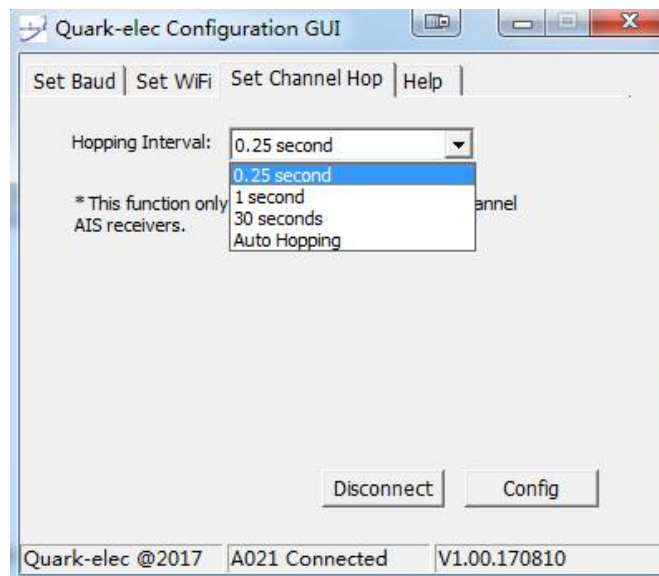 Quark-elec Configuration GUI
Set Baud Set WiFi Set Channel Hop Help
Hopping Interval: 0.25 second
0.25 second
1 second
30 seconds
Auto Hopping
* This function only annel
AIS receivers.
Disconnect Config
Quark-elec @2017 A021 Connected V1.00.170810